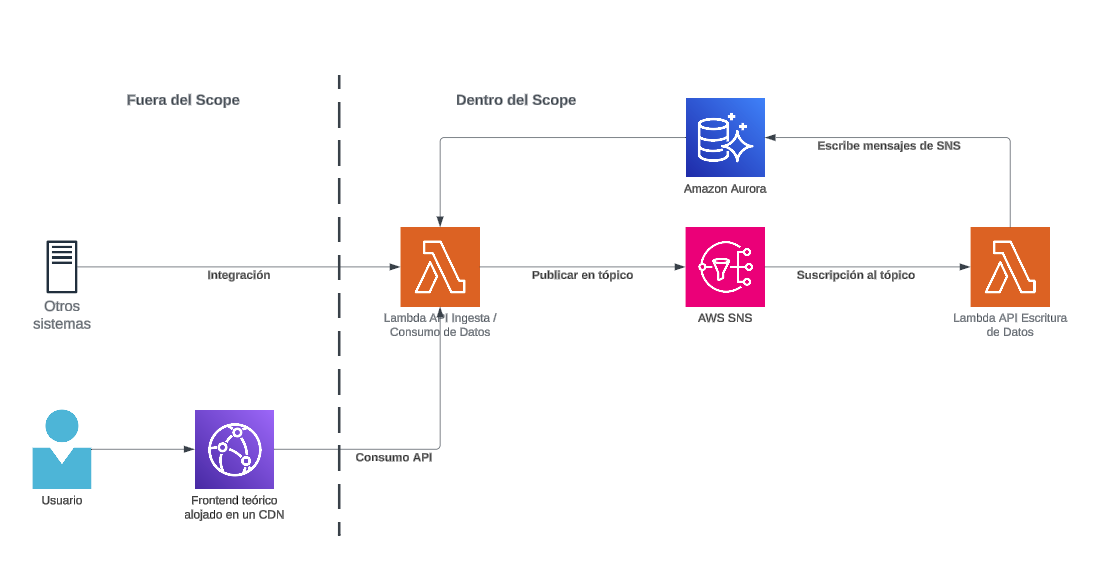 Fuera del Scope
Dentro del Scope
Escribe mensajes de SNS
Amazon Aurora
Integración
Publicar en tópico
Suscripción al tópico
Otros
sistemas
Lambda API Ingesta /
Consumo de Datos
AWS SNS
Lambda API Escritura
de Datos
Consumo API
Usuario
Frontend teórico
alojado en un CDN